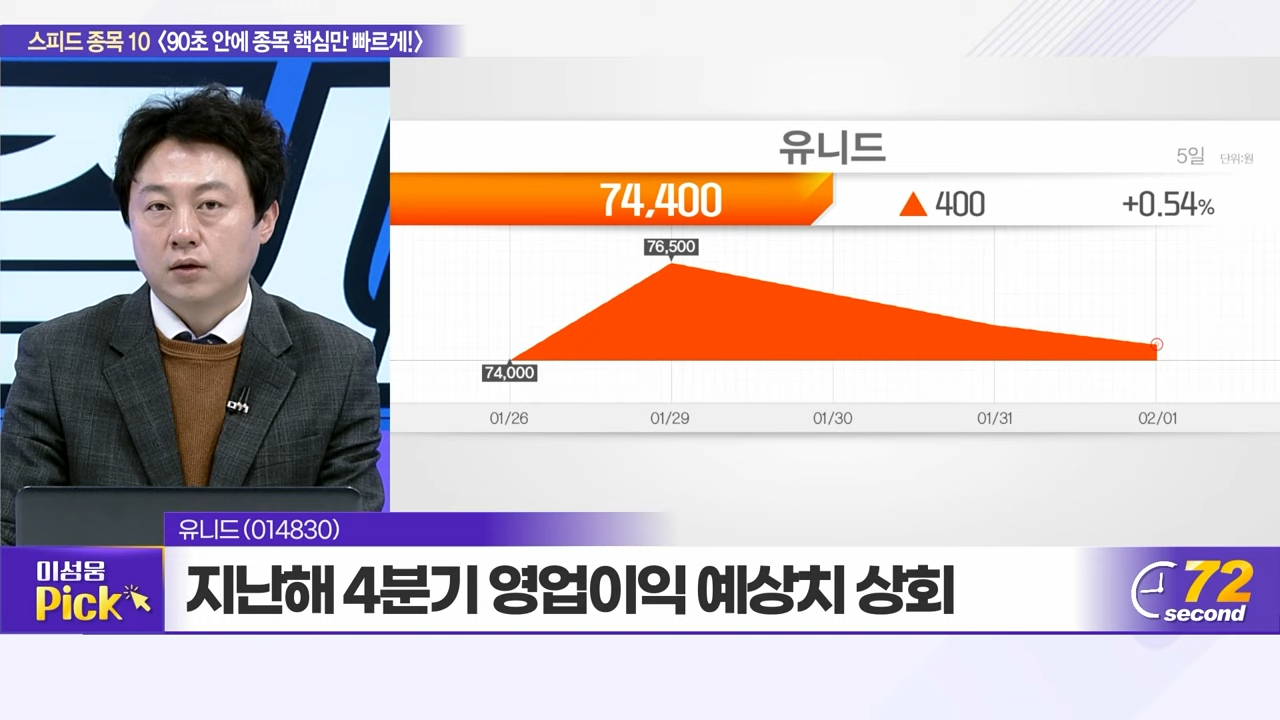 스피드 종목 10 〈90초 안에 종목 핵심만 빠르게!〉
유니드
5일 단위:원
74,400 ▲ 400 +0.54%
76,500
74,000
01/26 01/29 01/30 01/31 02/01
유니드(014830)
이성웅
Pick
지난해 4분기 영업이익 예상치 상회
72
second